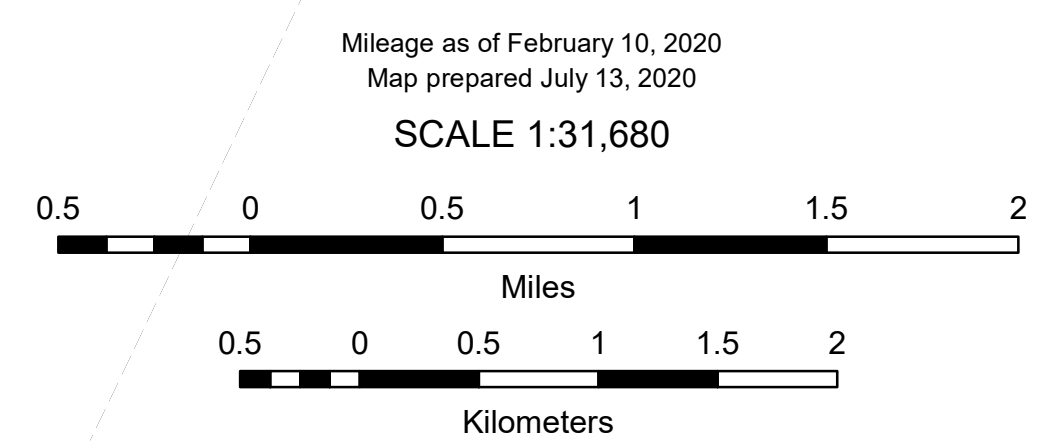 Mileage as of February 10, 2020
Map prepared July 13, 2020
SCALE 1:31,680
0.5 0 0.5 1 1.5 2
Miles
0.5 0 0.5 1 1.5 2
Kilometers